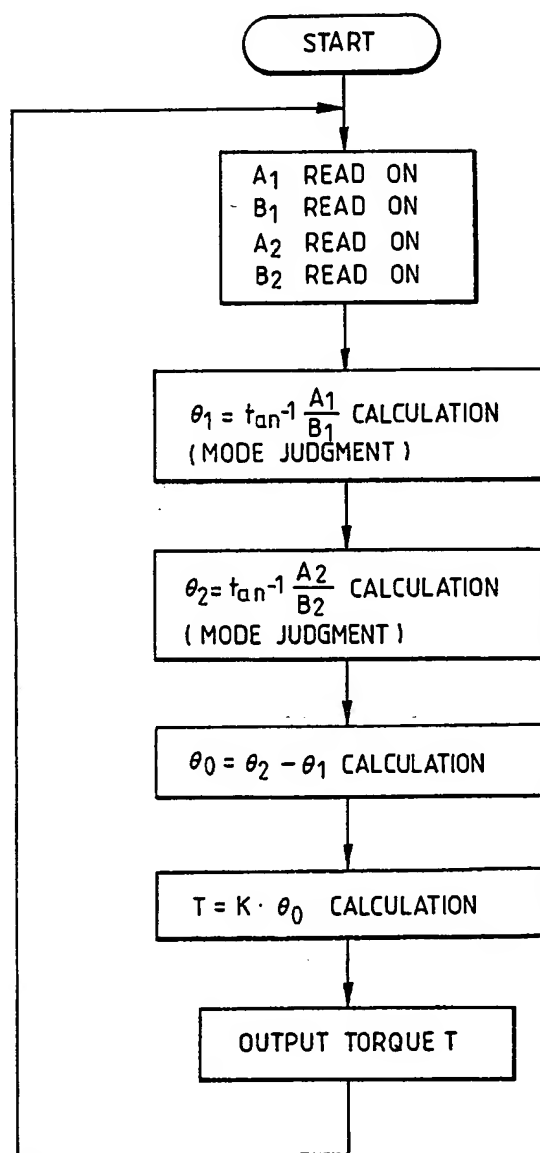 START
A1 READ ON
B1 READ ON
A2 READ ON
B2 READ ON
θ1 = tan-1 A1/B1 CALCULATION
( MODE JUDGMENT )
θ2 = tan-1 A2/B2 CALCULATION
( MODE JUDGMENT )
θ0 = θ2 - θ1 CALCULATION
T = K · θ0 CALCULATION
OUTPUT TORQUE T